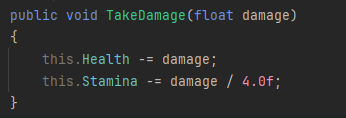 public void TakeDamage(float damage)
{
    this.Health -= damage;
    this.Stamina -= damage / 4.0f;
}